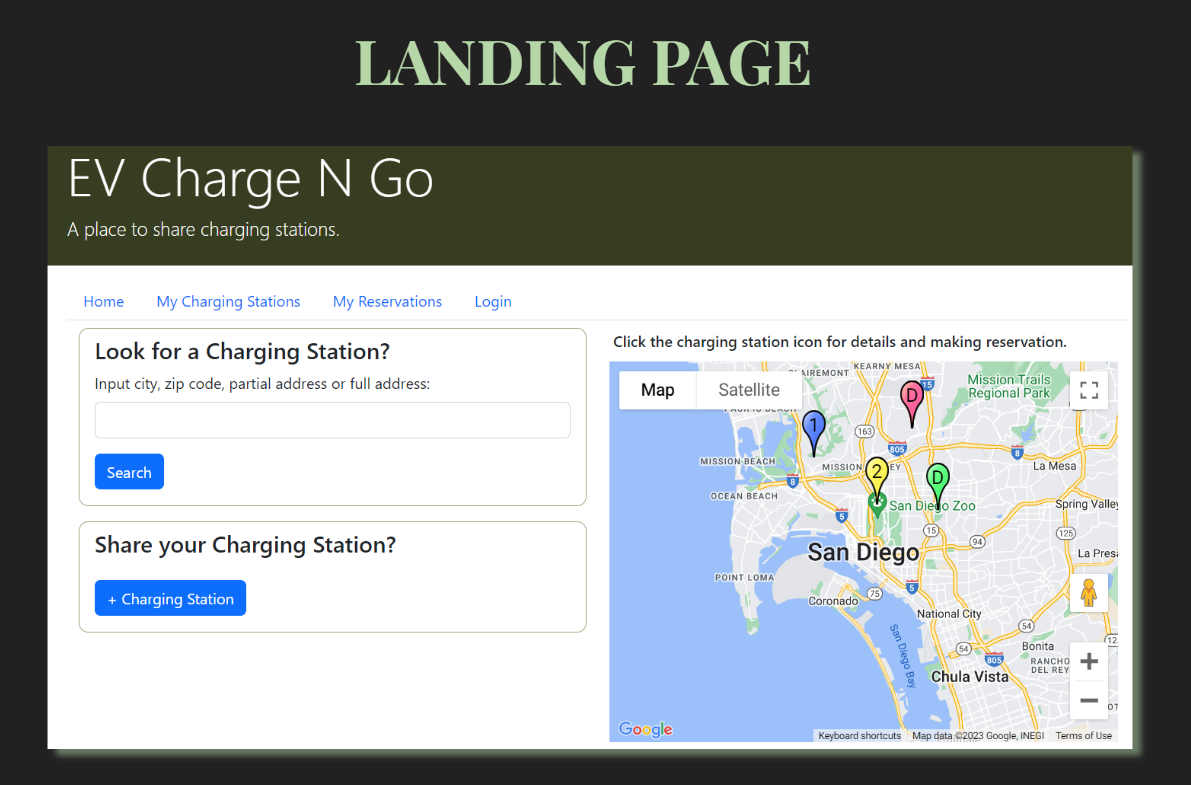 LANDING PAGE
EV Charge N Go
A place to share charging stations.
Home My Charging Stations My Reservations Login
Look for a Charging Station?
Input city, zip code, partial address or full address:
Search
Share your Charging Station?
+ Charging Station
Click the charging station icon for details and making reservation.
Map Satellite
CLAIREMONT
KEARNY MESA
15
Mission Trails
Regional Park
D
PACIFIC BEACH
1
163
805
8
MISSION BEACH
MISSION
2
La Mesa
8
D
OCEAN BEACH
San Diego Zoo
Spring Valley
5
15
125
94
San Diego
La Presa
POINT LOMA
5
Coronado
75
National City
54
San Diego Bay
54
Bonita
805
RANCHO
DEL REY
Chula Vista
Google
Keyboard shortcuts Map data ©2023 Google, INEGI Terms of Use